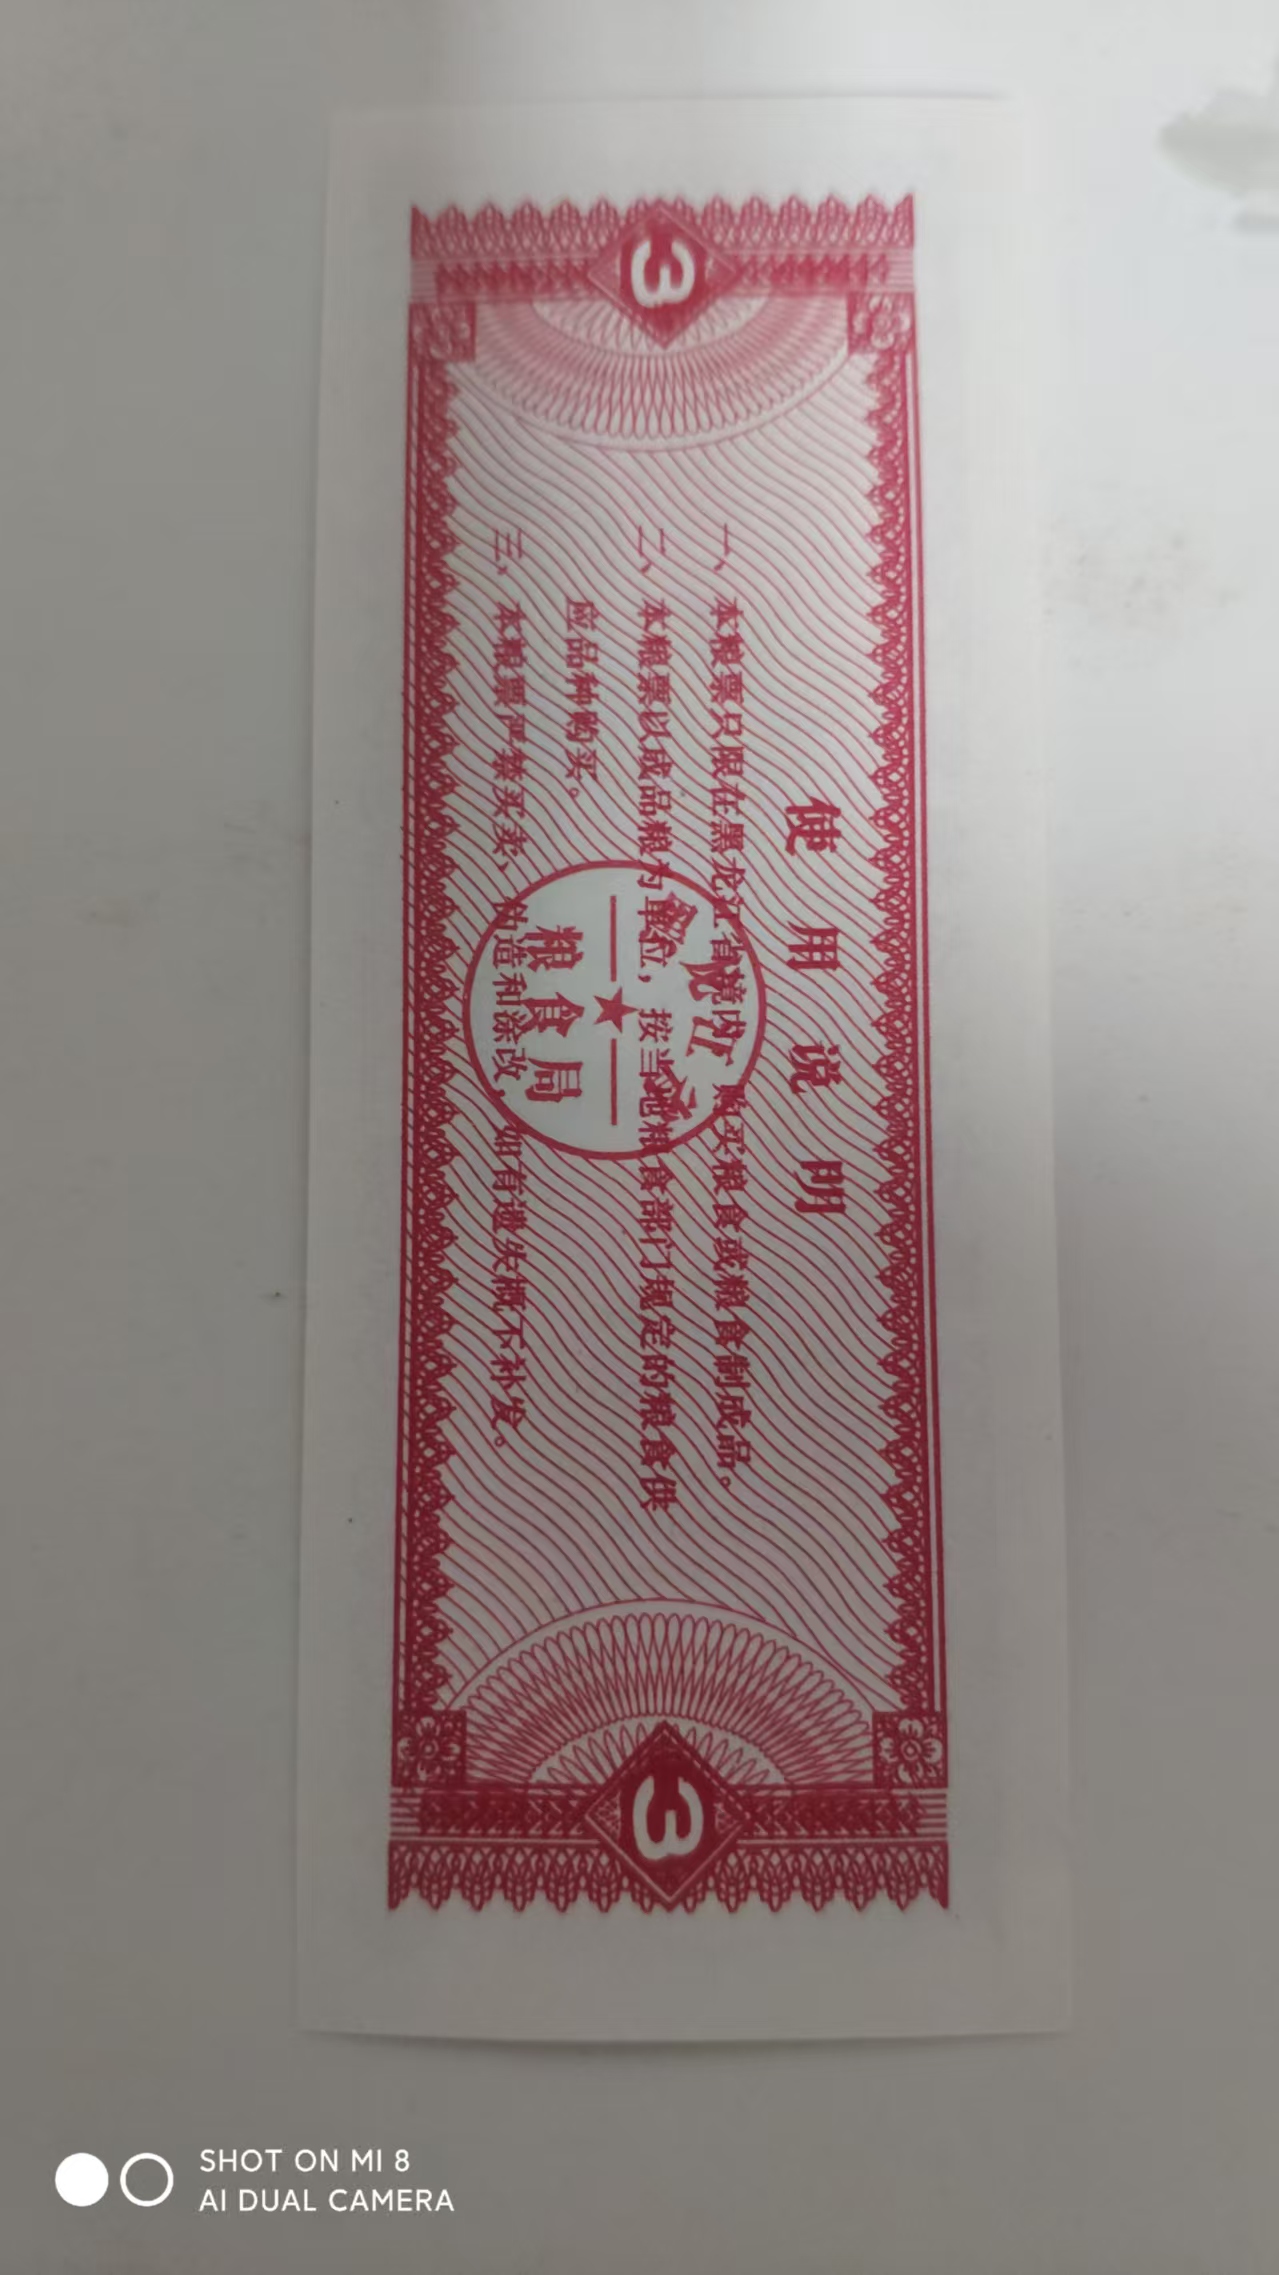 3
使用说明
一、本粮票只限在黑龙江省境内购买粮食或粮食制成品。
二、本粮票以成品粮为单位，按当地粮食部门规定的粮食供
应品种购买。
三、本粮票严禁买卖、伪造和涂改，如有遗失概不补发。
黑龙江省
粮食局
3
SHOT ON MI 8
AI DUAL CAMERA